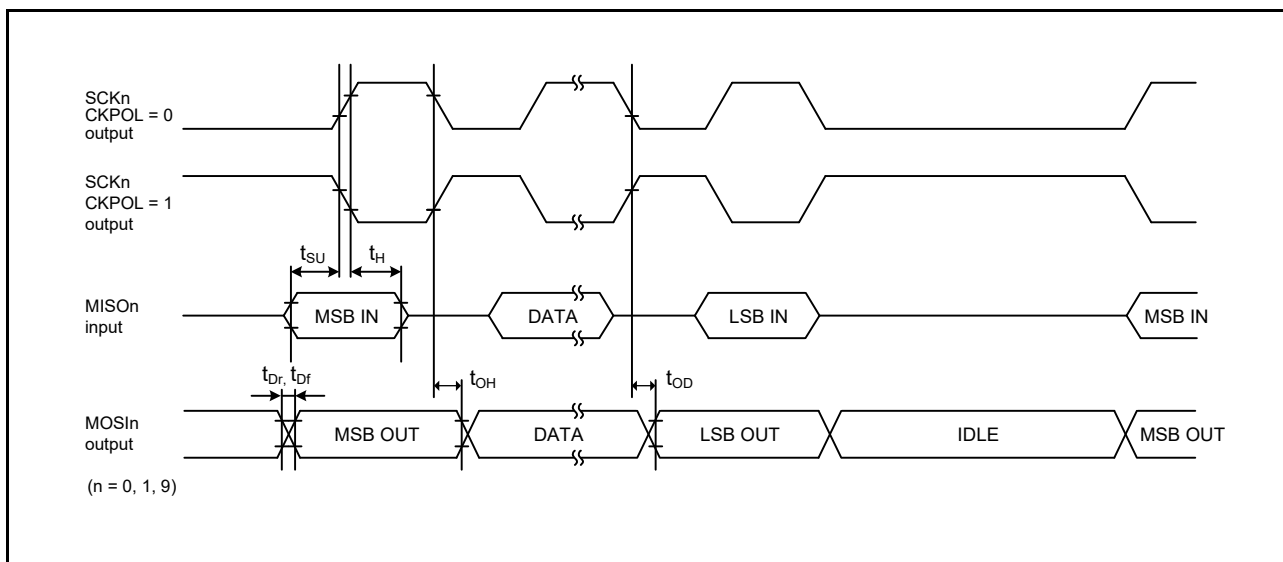 SCKn
CKPOL = 0
output
SCKn
CKPOL = 1
output
tSU
tH
MISOn
input
MSB IN
DATA
LSB IN
MSB IN
tDr, tDf
tOH
tOD
MOSIn
output
MSB OUT
DATA
LSB OUT
IDLE
MSB OUT
(n = 0, 1, 9)